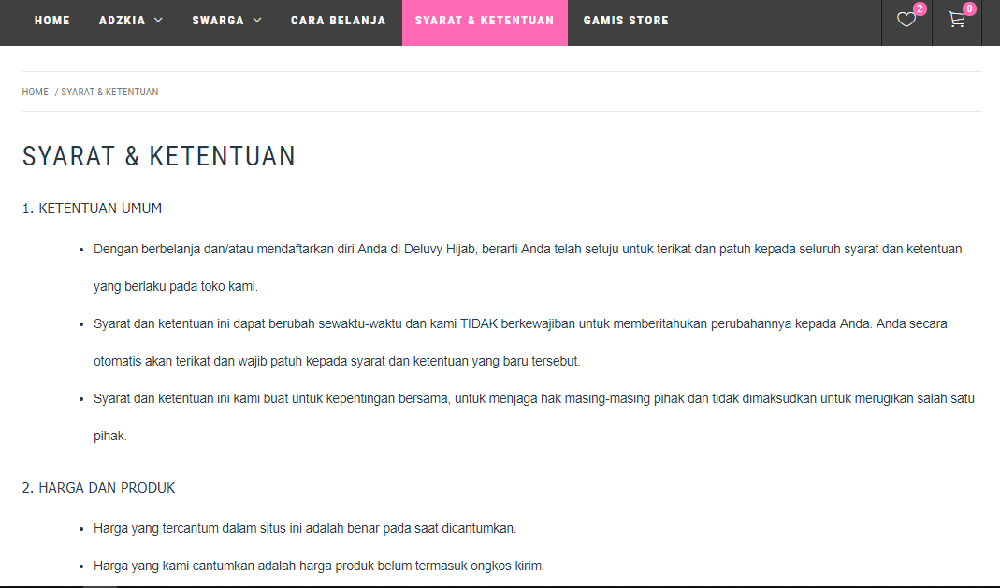 HOME ADZKIA SWARGA CARA BELANJA SYARAT & KETENTUAN GAMIS STORE 2 0
HOME / SYARAT & KETENTUAN
SYARAT & KETENTUAN
1. KETENTUAN UMUM
• Dengan berbelanja dan/atau mendaftarkan diri Anda di Deluvy Hijab, berarti Anda telah setuju untuk terikat dan patuh kepada seluruh syarat dan ketentuan
yang berlaku pada toko kami.
• Syarat dan ketentuan ini dapat berubah sewaktu-waktu dan kami TIDAK berkewajiban untuk memberitahukan perubahannya kepada Anda. Anda secara
otomatis akan terikat dan wajib patuh kepada syarat dan ketentuan yang baru tersebut.
• Syarat dan ketentuan ini kami buat untuk kepentingan bersama, untuk menjaga hak masing-masing pihak dan tidak dimaksudkan untuk merugikan salah satu
pihak.
2. HARGA DAN PRODUK
• Harga yang tercantum dalam situs ini adalah benar pada saat dicantumkan.
• Harga yang kami cantumkan adalah harga produk belum termasuk ongkos kirim.